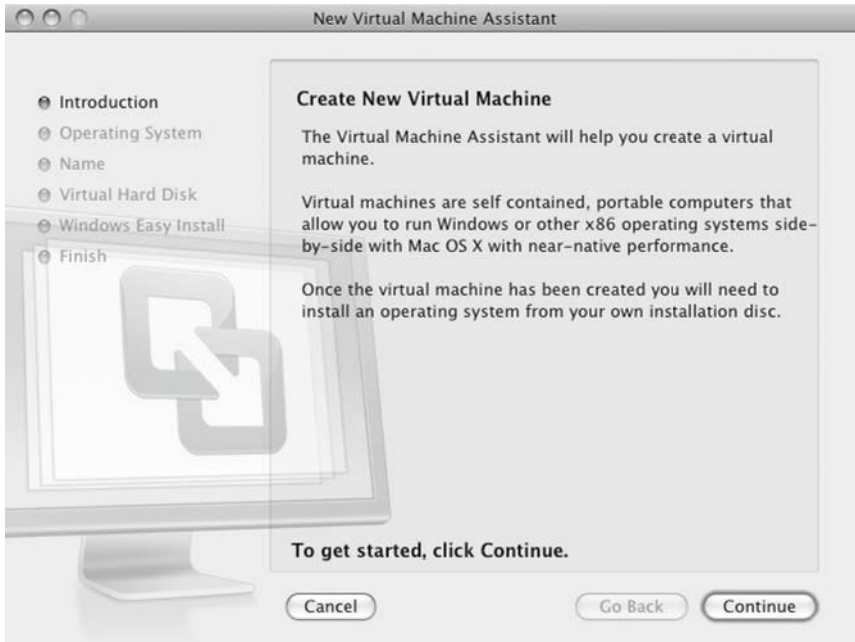 New Virtual Machine Assistant
Introduction
Operating System
Name
Virtual Hard Disk
Windows Easy Install
Finish
Create New Virtual Machine
The Virtual Machine Assistant will help you create a virtual
machine.
Virtual machines are self contained, portable computers that
allow you to run Windows or other x86 operating systems side-
by-side with Mac OS X with near-native performance.
Once the virtual machine has been created you will need to
install an operating system from your own installation disc.
To get started, click Continue.
Cancel
Go Back
Continue